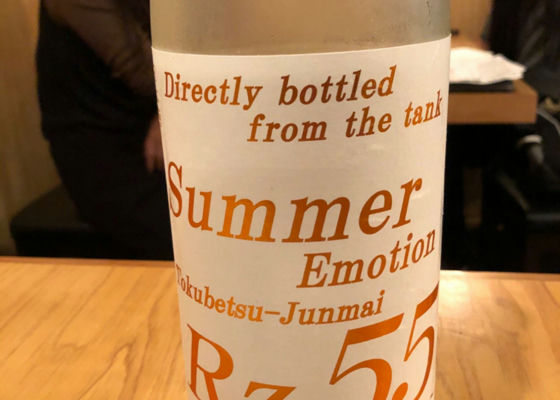 Directly bottled
from the tank
Summer
Emotion
Tokubetsu-Junmai
Rz 55